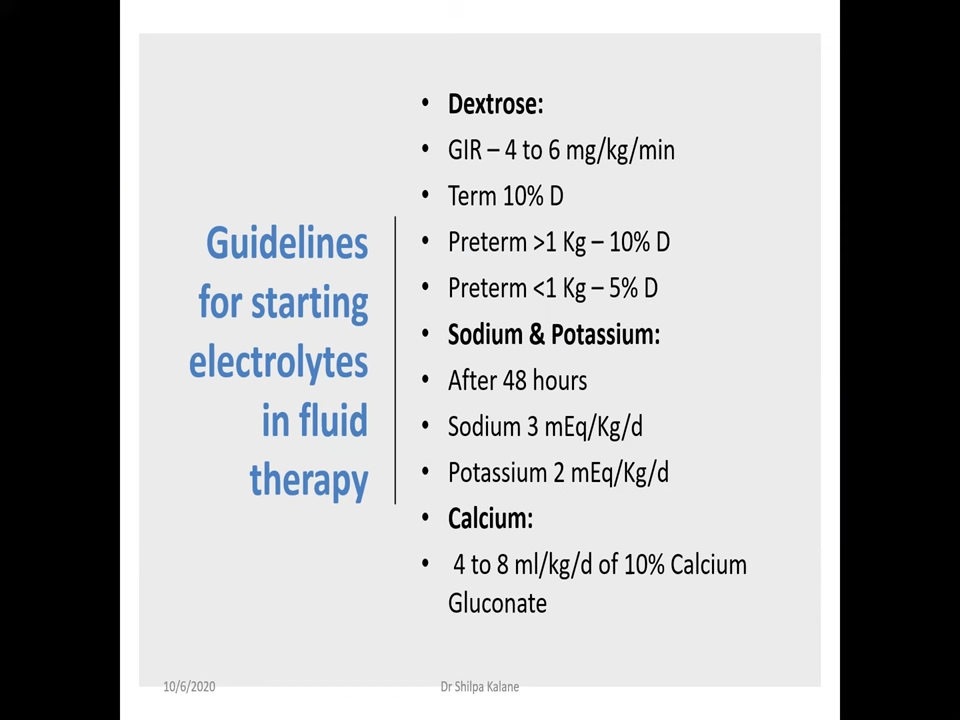 Guidelines
for starting
electrolytes
in fluid
therapy
• Dextrose:
• GIR – 4 to 6 mg/kg/min
• Term 10% D
• Preterm >1 Kg – 10% D
• Preterm <1 Kg – 5% D
• Sodium & Potassium:
• After 48 hours
• Sodium 3 mEq/Kg/d
• Potassium 2 mEq/Kg/d
• Calcium:
• 4 to 8 ml/kg/d of 10% Calcium
Gluconate
10/6/2020
Dr Shilpa Kalane